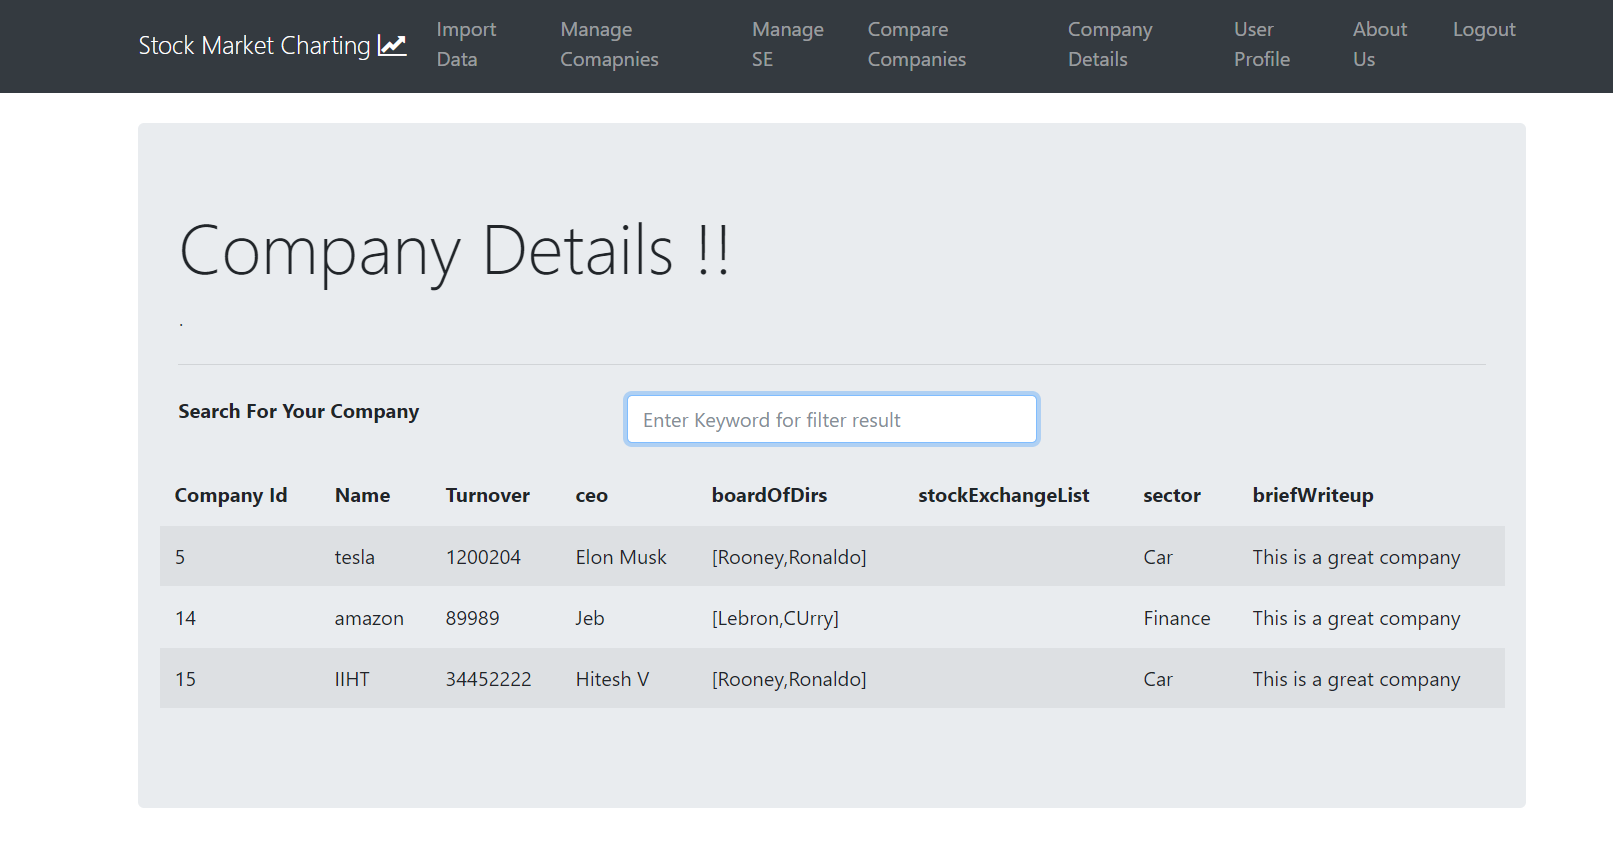 Stock Market Charting
Import Data
Manage Comapnies
Manage SE
Compare Companies
Company Details
User Profile
About Us
Logout
Company Details !!
.
Search For Your Company
Enter Keyword for filter result
Company Id Name Turnover ceo boardOfDirs stockExchangeList sector briefWriteup
5 tesla 1200204 Elon Musk [Rooney,Ronaldo] Car This is a great company
14 amazon 89989 Jeb [Lebron,CUrry] Finance This is a great company
15 IIHT 34452222 Hitesh V [Rooney,Ronaldo] Car This is a great company